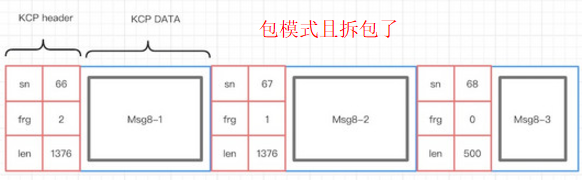 KCP header
KCP DATA
包模式且拆包了
sn 66
frg 2
len 1376
Msg8-1
sn 67
frg 1
len 1376
Msg8-2
sn 68
frg 0
len 500
Msg8-3